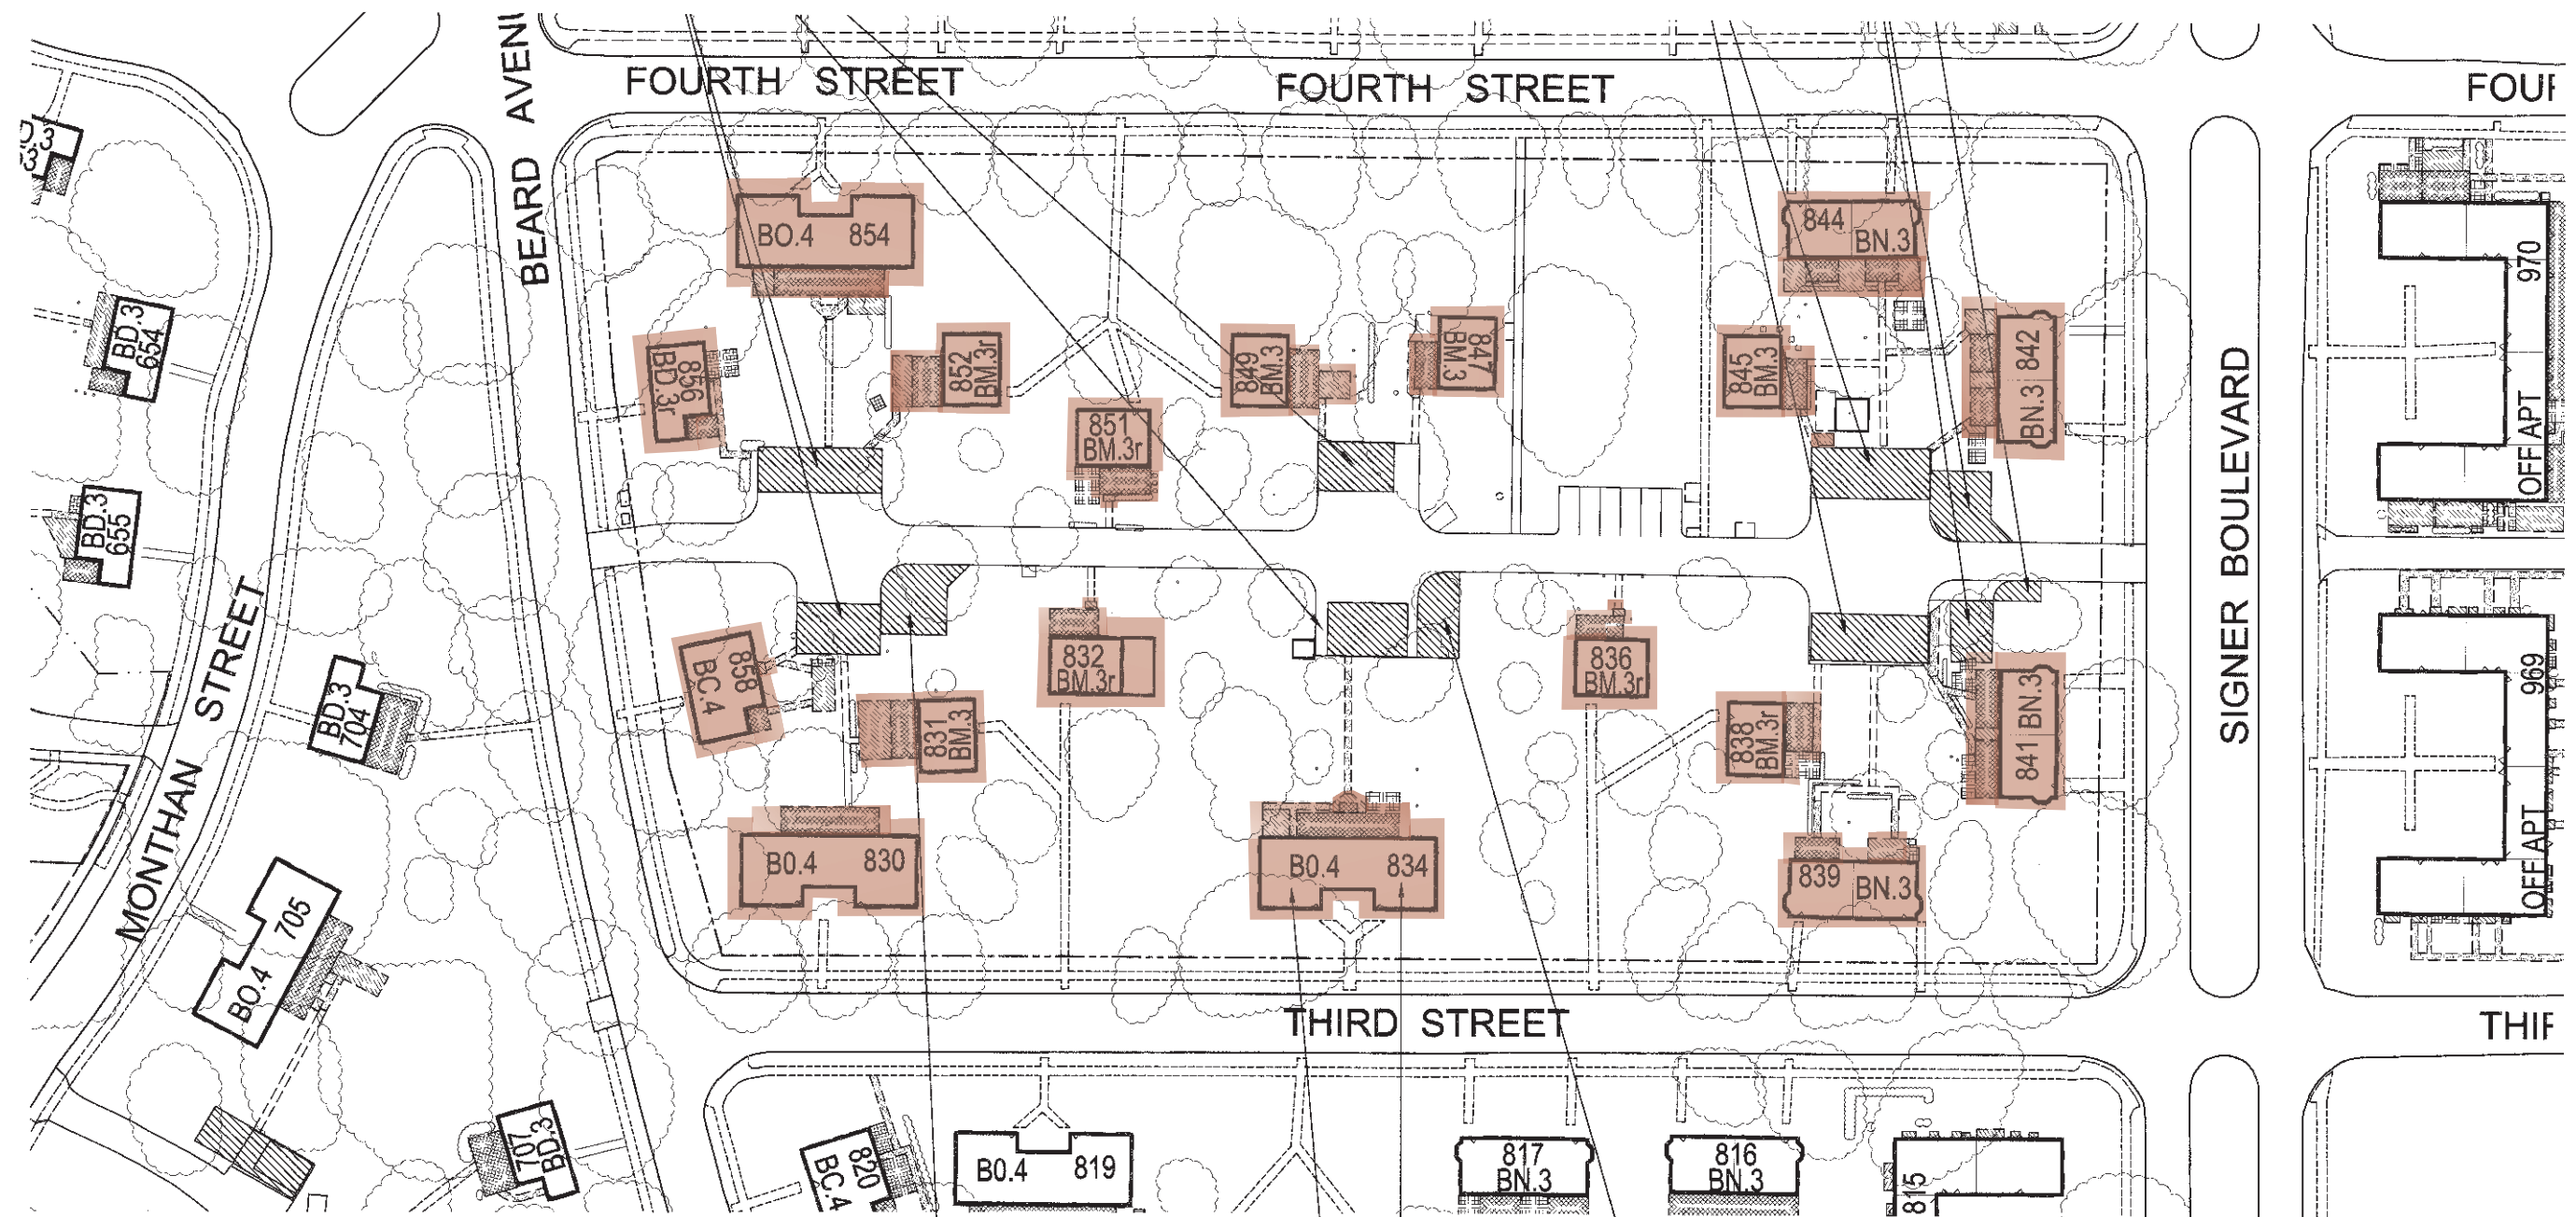 BEARD AVENU
FOURTH STREET
FOURTH STREET
FOUR
D.3
BO.4 854
844
BN.3
970
OFF APT
BD.3
654
856
BD.3r
852
BM.3r
849
BM.3
847
BM.3
845
BM.3
BN.3 842
851
BM.3r
BD.3
655
MONTHAN STREET
SIGNER BOULEVARD
858
BC.4
832
BM.3r
836
BM.3r
BD.3
704
831
BM.3
838
BM.3r
841 BN.3
969
OFF APT
B0.4 830
B0.4 834
839
BN.3
705
BO.4
THIRD STREET
THIR
707
BD.3
820
BC.4
B0.4 819
817
BN.3
816
BN.3
815